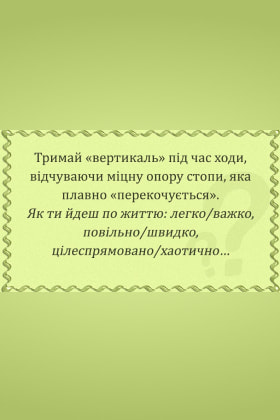 Тримай «вертикаль» під час ходи,
відчуваючи міцну опору стопи, яка
плавно «перекочується».
Як ти йдеш по життю: легко/важко,
повільно/швидко,
цілеспрямовано/хаотично...